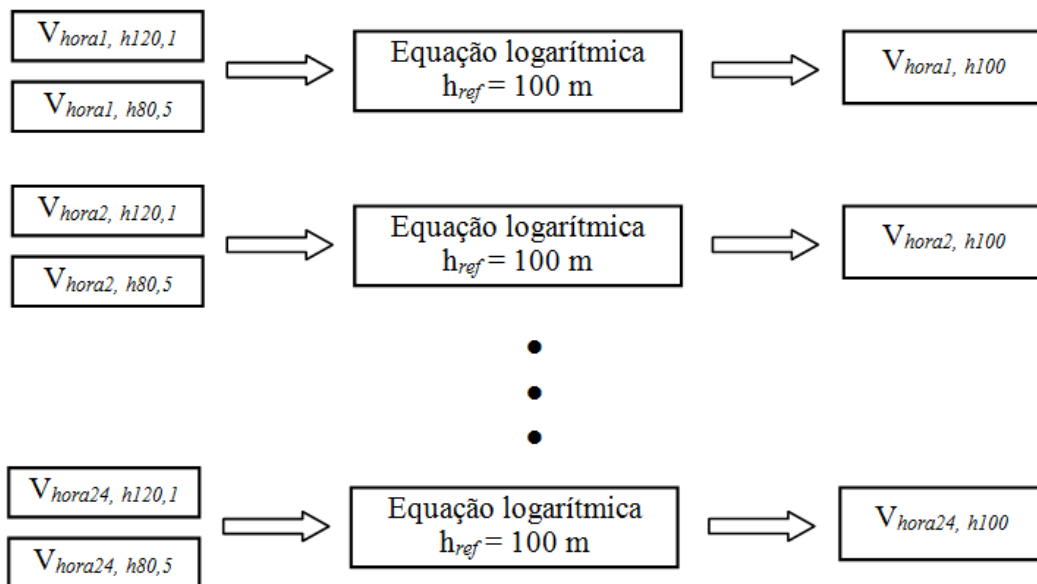 V hora1, h120,1
V hora1, h80,5
Equação logarítmica
h ref = 100 m
V hora1, h100
V hora2, h120,1
V hora2, h80,5
Equação logarítmica
h ref = 100 m
V hora2, h100
V hora24, h120,1
V hora24, h80,5
Equação logarítmica
h ref = 100 m
V hora24, h100